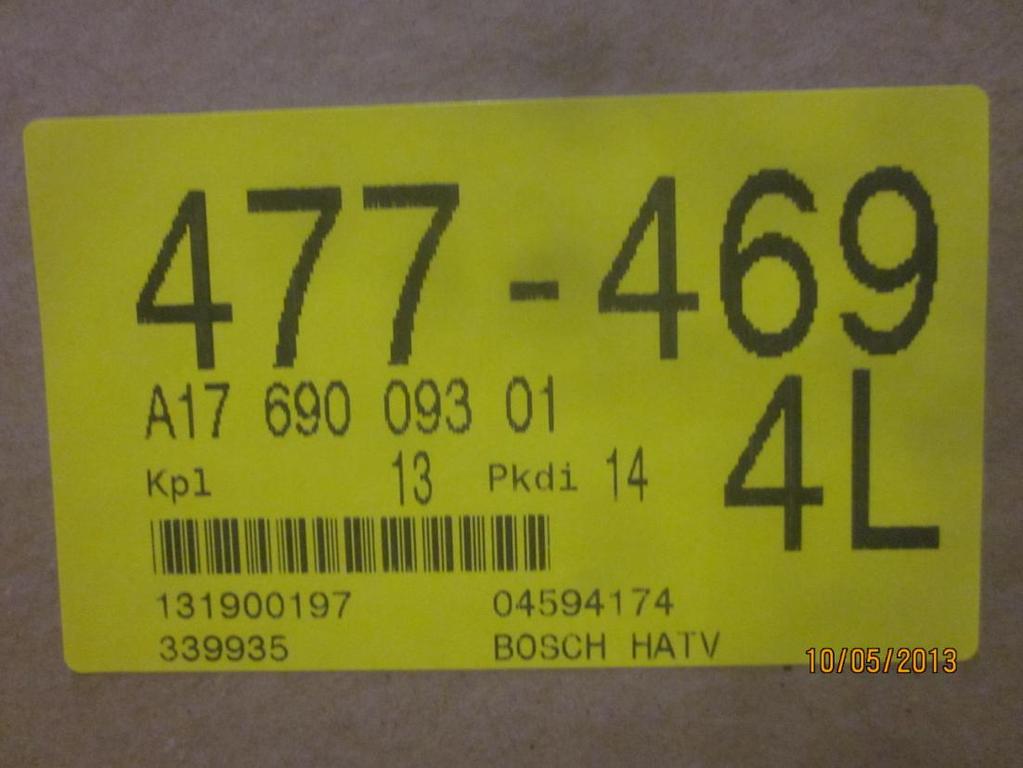 477-469
A17 690 093 01
4L
Kpl 13 Pkdi 14
131900197 04594174
339935 BOSCH HATV
10/05/2013